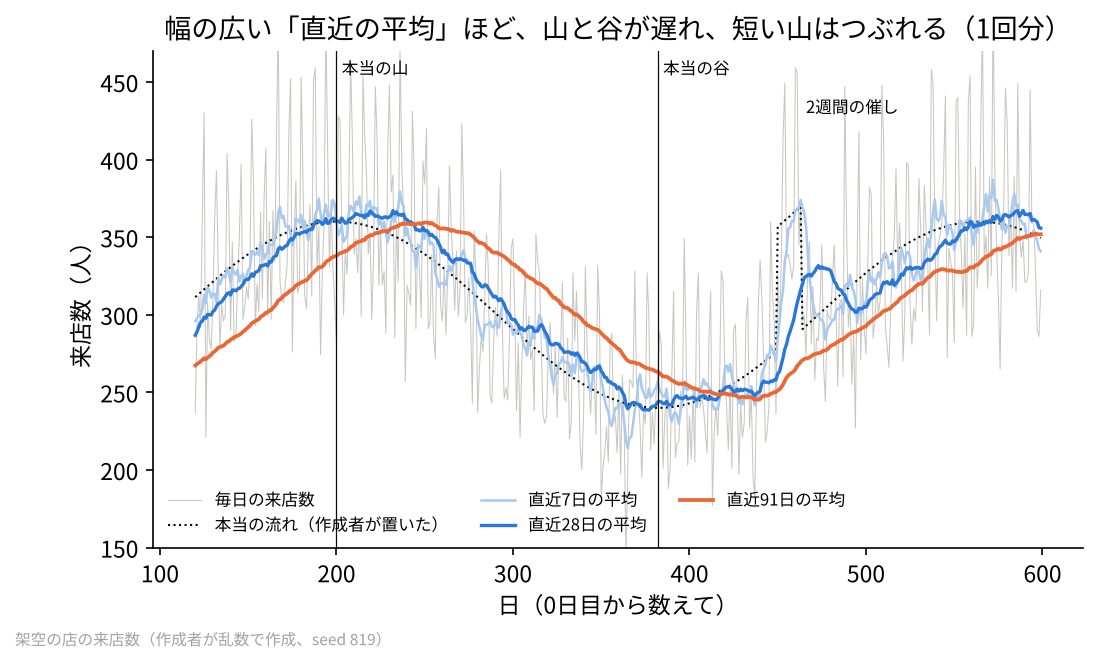 幅の広い「直近の平均」ほど、山と谷が遅れ、短い山はつぶれる（1回分）
本当の山
本当の谷
2週間の催し
来店数（人）
450
400
350
300
250
200
150
毎日の来店数
本当の流れ（作成者が置いた）
直近7日の平均
直近28日の平均
直近91日の平均
100
200
300
400
500
600
日（0日目から数えて）
架空の店の来店数（作成者が乱数で作成、seed 819）